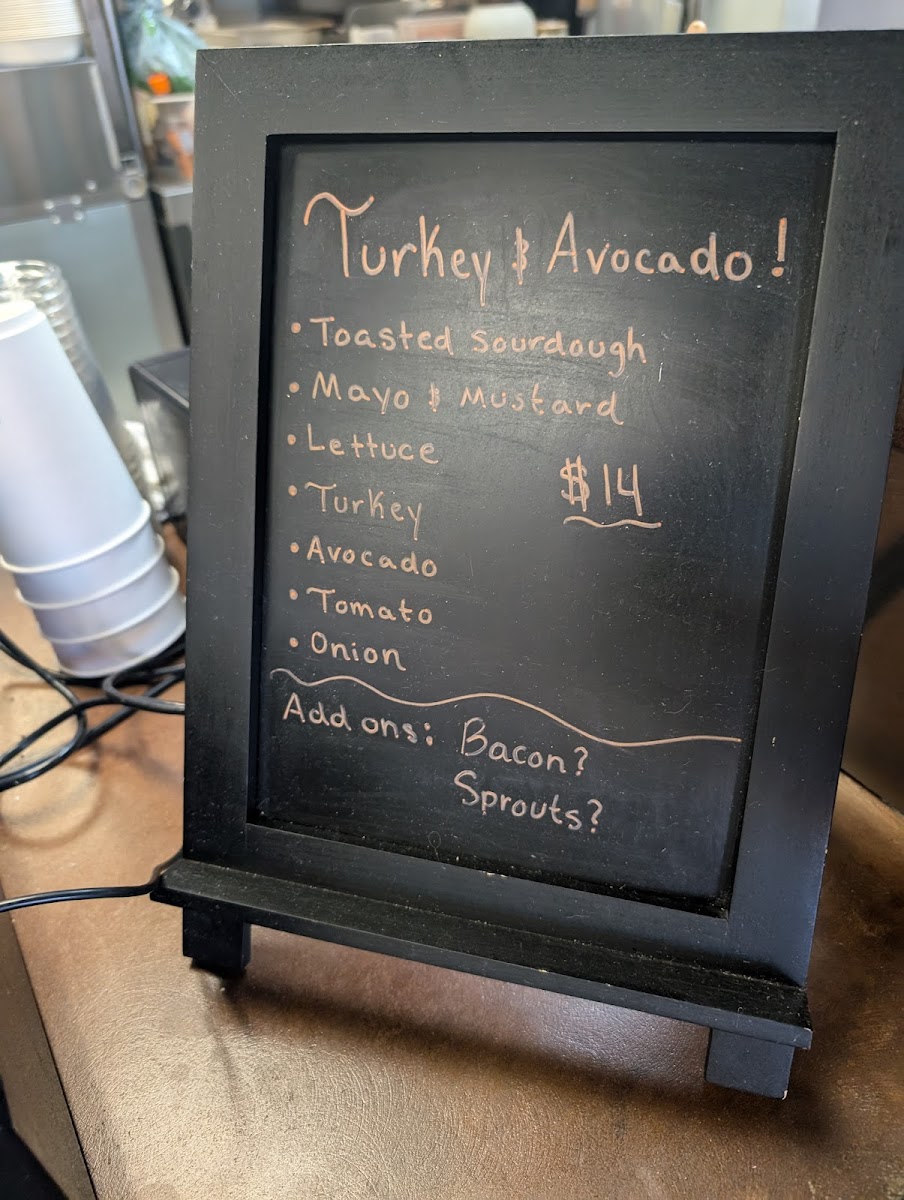 Turkey & Avocado!
• Toasted sourdough
• Mayo & Mustard
• Lettuce
$14
• Turkey
• Avocado
• Tomato
• Onion
Add ons: Bacon?
Sprouts?